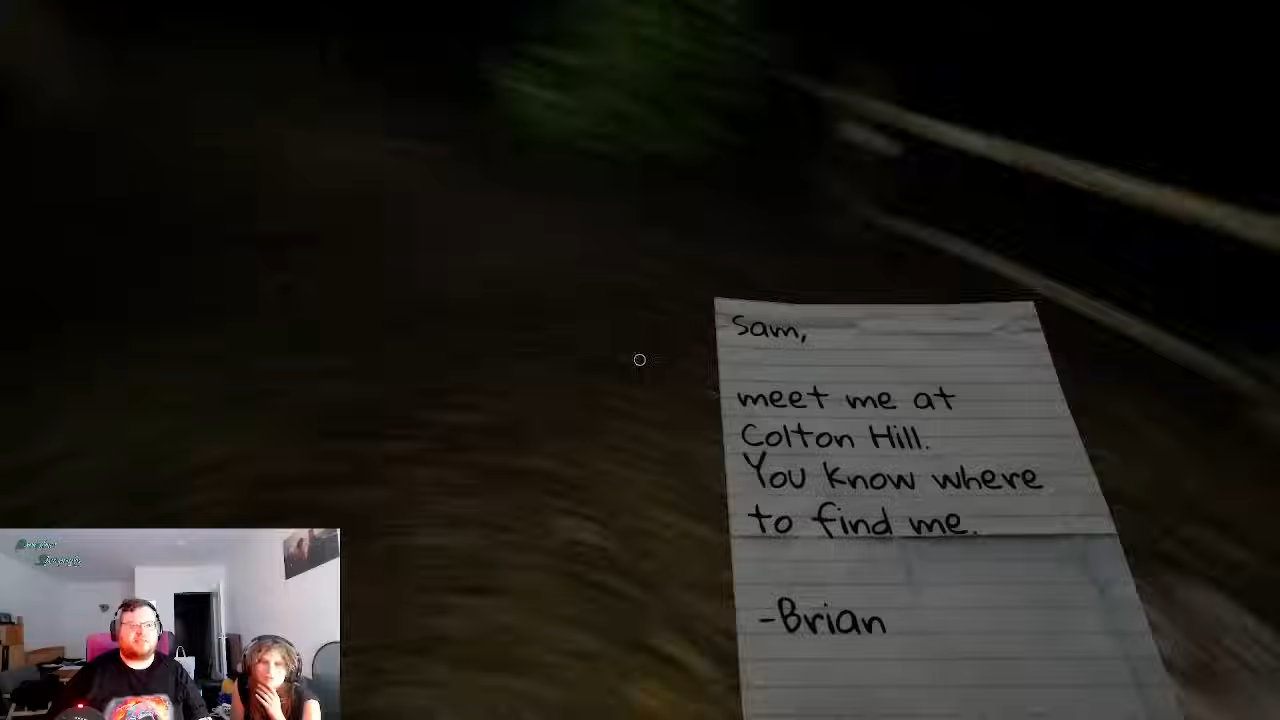 Sam,
meet me at
Colton Hill.
You know where
to find me.
-Brian